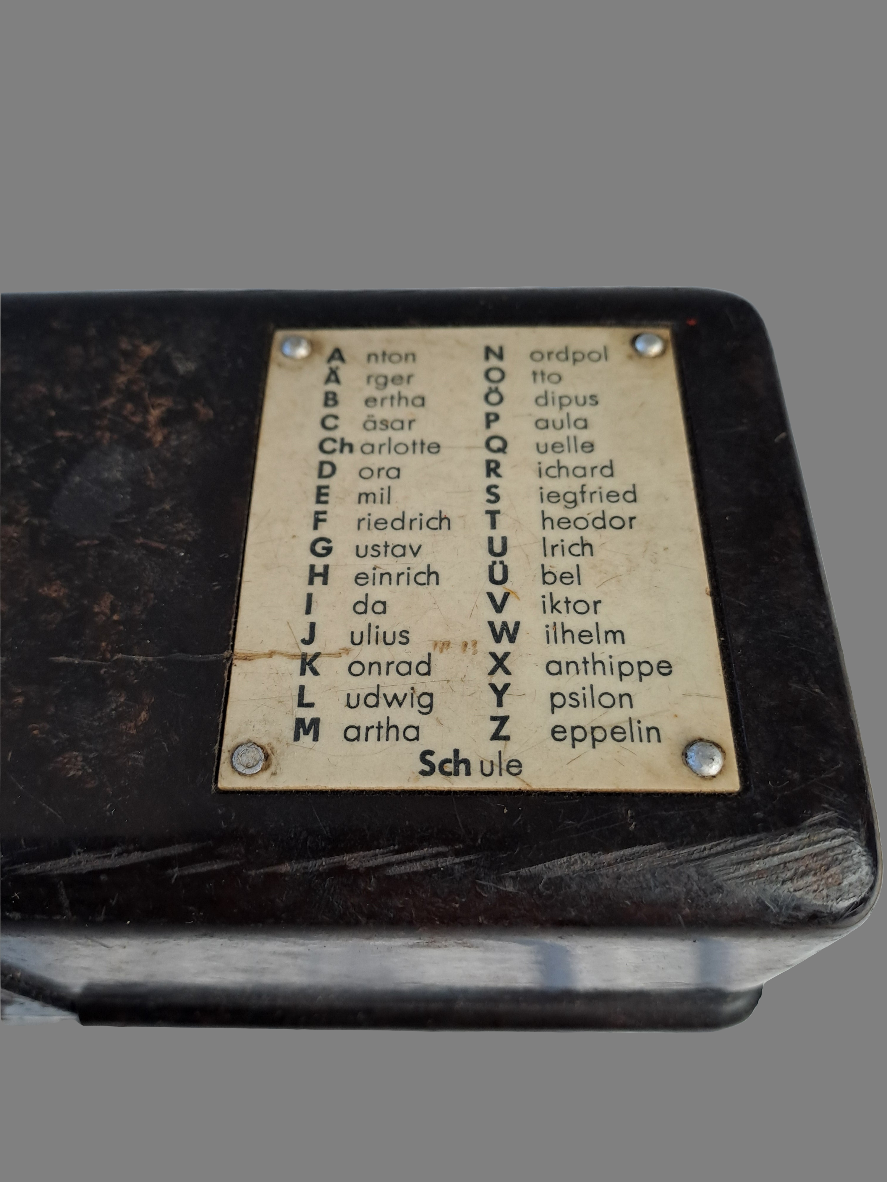 A nton N ordpol
Ä rger O tto
B ertha Ö dipus
C äsar P aula
Ch arlotte Q uelle
D ora R ichard
E mil S iegfried
F riedrich T heodor
G ustav U lrich
H einrich Ü bel
I da V iktor
J ulius W ilhelm
K onrad X anthippe
L udwig Y psilon
M artha Z eppelin
Sch ule